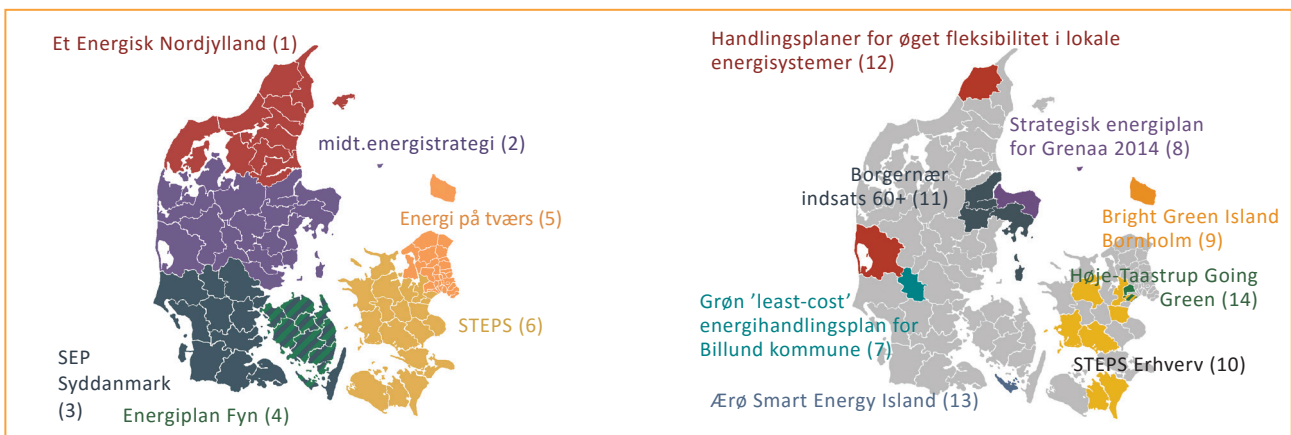 Et Energisk Nordjylland (1)
midt.energistrategi (2)
Energi på tværs (5)
STEPS (6)
SEP
Syddanmark
(3)
Energiplan Fyn (4)
Handlingsplaner for øget fleksibilitet i lokale
energisystemer (12)
Strategisk energiplan
for Grenaa 2014 (8)
Borgernær
indsats 60+ (11)
Bright Green Island
Bornholm (9)
Høje-Taastrup Going
Green (14)
Grøn ’least-cost’
energihandlingsplan for
Billund kommune (7)
STEPS Erhverv (10)
Ærø Smart Energy Island (13)